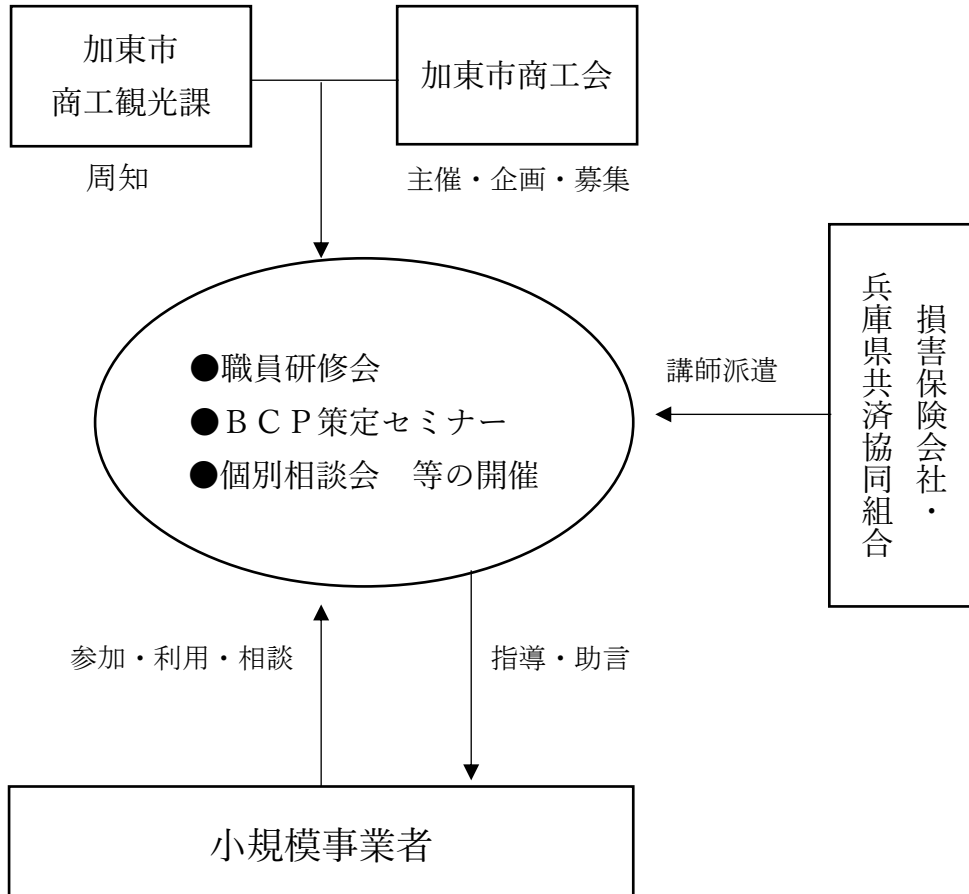 加東市
商工観光課
加東市商工会
周知
主催・企画・募集
損害保険会社・
兵庫県共済協同組合
講師派遣
●職員研修会
●ＢＣＰ策定セミナー
●個別相談会　等の開催
参加・利用・相談
指導・助言
小規模事業者